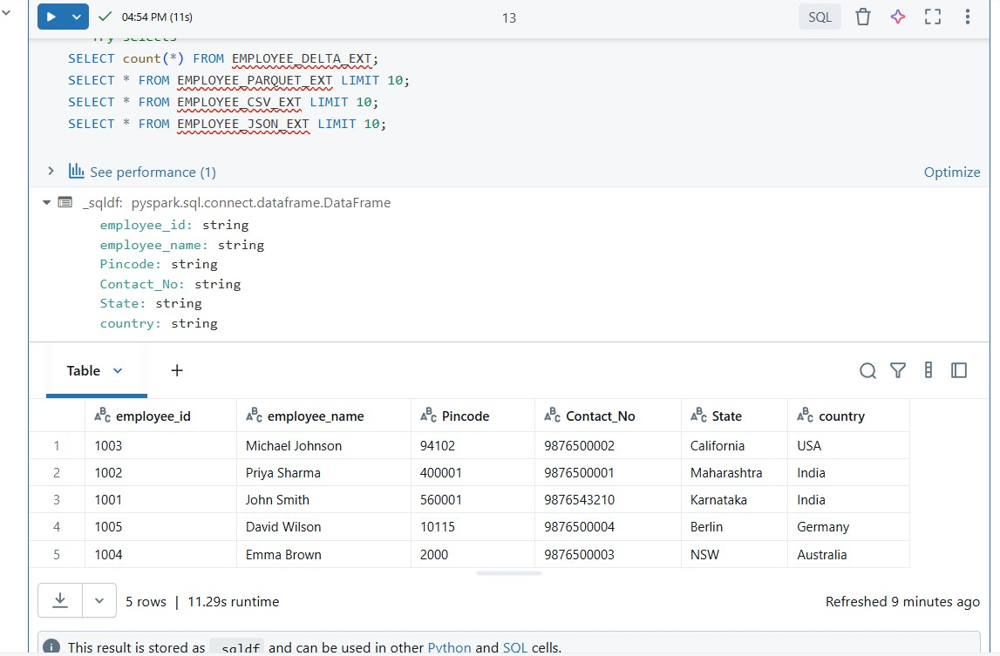 04:54 PM (11s)
13
SQL
Try selects
SELECT count(*) FROM EMPLOYEE_DELTA_EXT;
SELECT * FROM EMPLOYEE_PARQUET_EXT LIMIT 10;
SELECT * FROM EMPLOYEE_CSV_EXT LIMIT 10;
SELECT * FROM EMPLOYEE_JSON_EXT LIMIT 10;
See performance (1)
Optimize
_sqldf: pyspark.sql.connect.dataframe.DataFrame
employee_id: string
employee_name: string
Pincode: string
Contact_No: string
State: string
country: string
Table
employee_id employee_name Pincode Contact_No State country
1 1003 Michael Johnson 94102 9876500002 California USA
2 1002 Priya Sharma 400001 9876500001 Maharashtra India
3 1001 John Smith 560001 9876543210 Karnataka India
4 1005 David Wilson 10115 9876500004 Berlin Germany
5 1004 Emma Brown 2000 9876500003 NSW Australia
5 rows | 11.29s runtime
Refreshed 9 minutes ago
This result is stored as _sqldf and can be used in other Python and SQL cells.